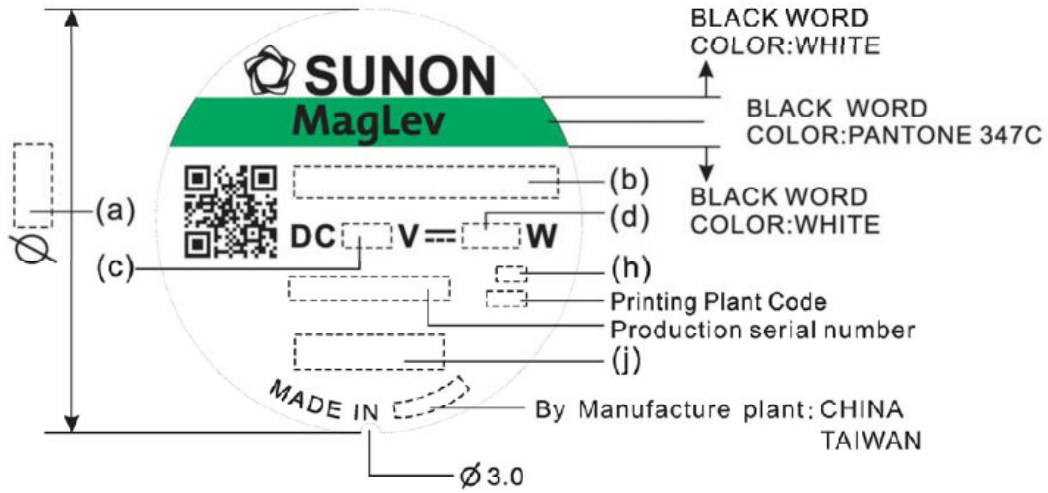 BLACK WORD
COLOR:WHITE
SUNON
MagLev
BLACK WORD
COLOR:PANTONE 347C
(b)
BLACK WORD
COLOR:WHITE
(a)
Ø
(d)
DC V W
(c)
(h)
Printing Plant Code
Production serial number
(j)
MADE IN
By Manufacture plant: CHINA
TAIWAN
Ø 3.0